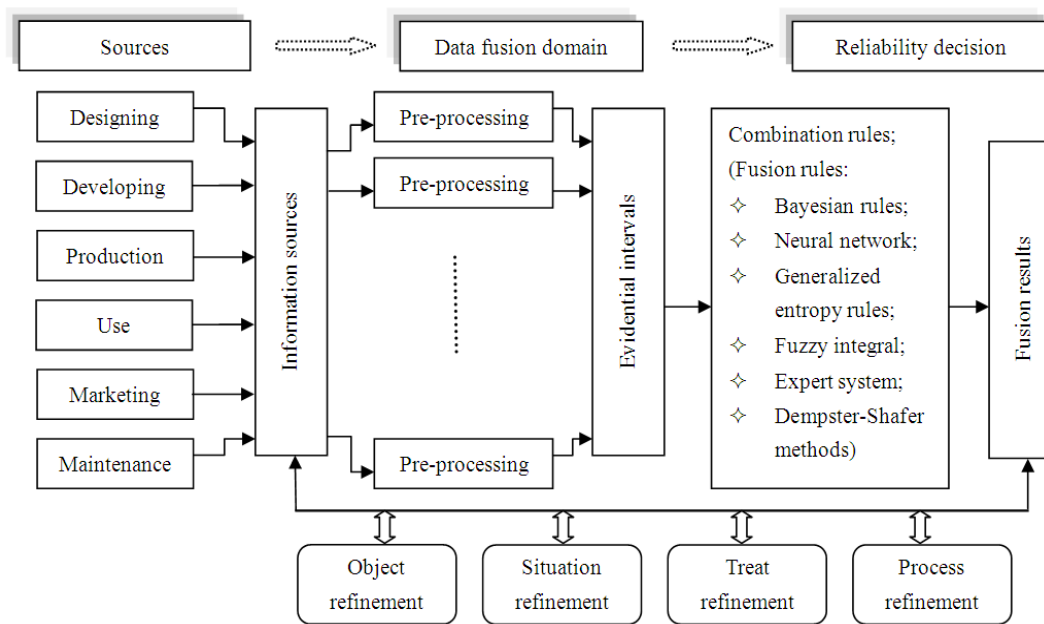 Sources
Data fusion domain
Reliability decision
Designing
Developing
Production
Use
Marketing
Maintenance
Information sources
Pre-processing
Pre-processing
Pre-processing
Evidential intervals
Combination rules;
(Fusion rules:
✧ Bayesian rules;
✧ Neural network;
✧ Generalized
entropy rules;
✧ Fuzzy integral;
✧ Expert system;
✧ Dempster-Shafer
methods)
Fusion results
Object
refinement
Situation
refinement
Treat
refinement
Process
refinement